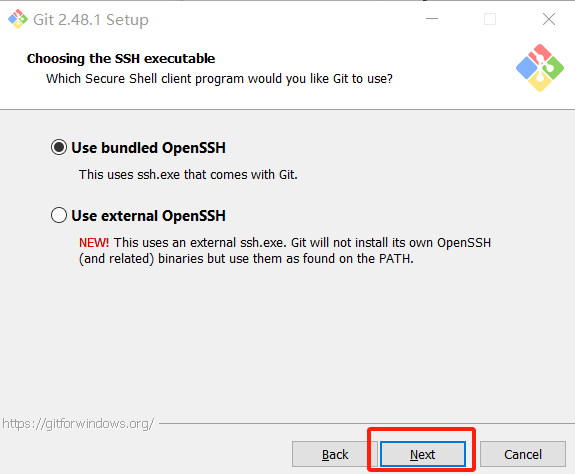 Git 2.48.1 Setup
Choosing the SSH executable
Which Secure Shell client program would you like Git to use?
Use bundled OpenSSH
This uses ssh.exe that comes with Git.
Use external OpenSSH
NEW! This uses an external ssh.exe. Git will not install its own OpenSSH
(and related) binaries but use them as found on the PATH.
https://gitforwindows.org/
Back
Next
Cancel